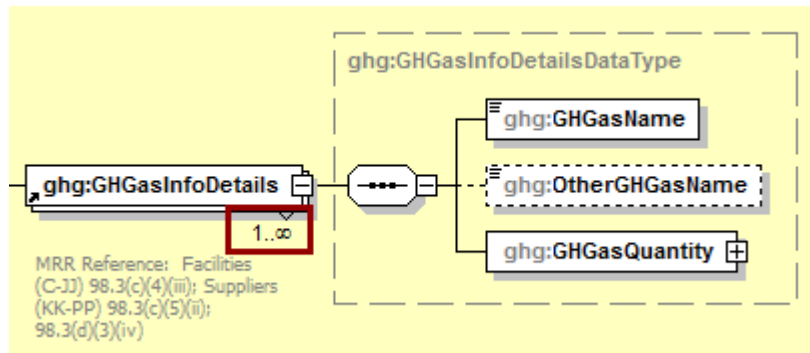 ghg:GHGasInfoDetailsDataType
ghg:GHGasName
ghg:GHGasInfoDetails
ghg:OtherGHGasName
1..∞
ghg:GHGasQuantity
MRR Reference: Facilities
(C-JJ) 98.3(c)(4)(iii); Suppliers
(KK-PP) 98.3(c)(5)(ii);
98.3(d)(3)(iv)